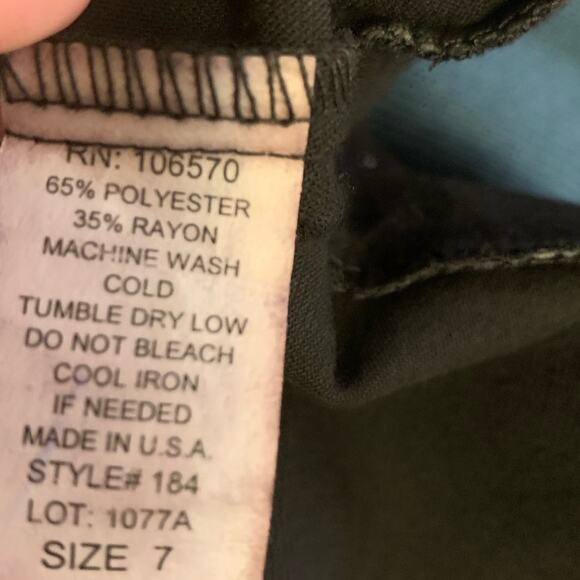 RN: 106570
65% POLYESTER
35% RAYON
MACHINE WASH
COLD
TUMBLE DRY LOW
DO NOT BLEACH
COOL IRON
IF NEEDED
MADE IN U.S.A.
STYLE# 184
LOT: 1077A
SIZE 7